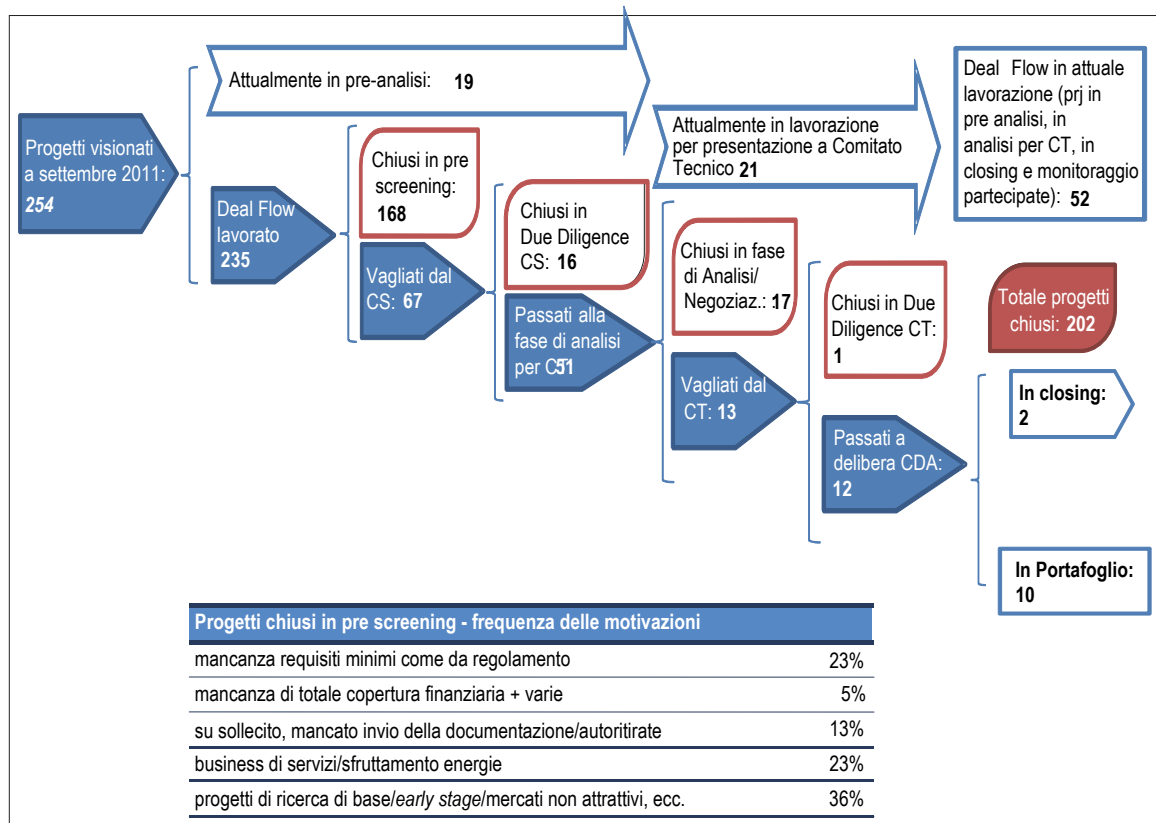 Attualmente in pre-analisi: 19
Deal Flow in attuale
lavorazione (prj in
pre analisi, in
analisi per CT, in
closing e monitoraggio
partecipate): 52
Attualmente in lavorazione
per presentazione a Comitato
Tecnico 21
Progetti visionati
a settembre 2011:
254
Deal Flow
lavorato
235
Chiusi in pre
screening:
168
Vagliati dal
CS: 67
Chiusi in
Due Diligence
CS: 16
Passati alla
fase di analisi
per CT: 51
Chiusi in fase
di Analisi/
Negoziaz.: 17
Vagliati dal
CT: 13
Chiusi in Due
Diligence CT:
1
Passati a
delibera CDA:
12
Totale progetti
chiusi: 202
In closing:
2
In Portafoglio:
10
Progetti chiusi in pre screening - frequenza delle motivazioni
mancanza requisiti minimi come da regolamento 23%
mancanza di totale copertura finanziaria + varie 5%
su sollecito, mancato invio della documentazione/autoritirate 13%
business di servizi/sfruttamento energie 23%
progetti di ricerca di base/early stage/mercati non attrattivi, ecc. 36%